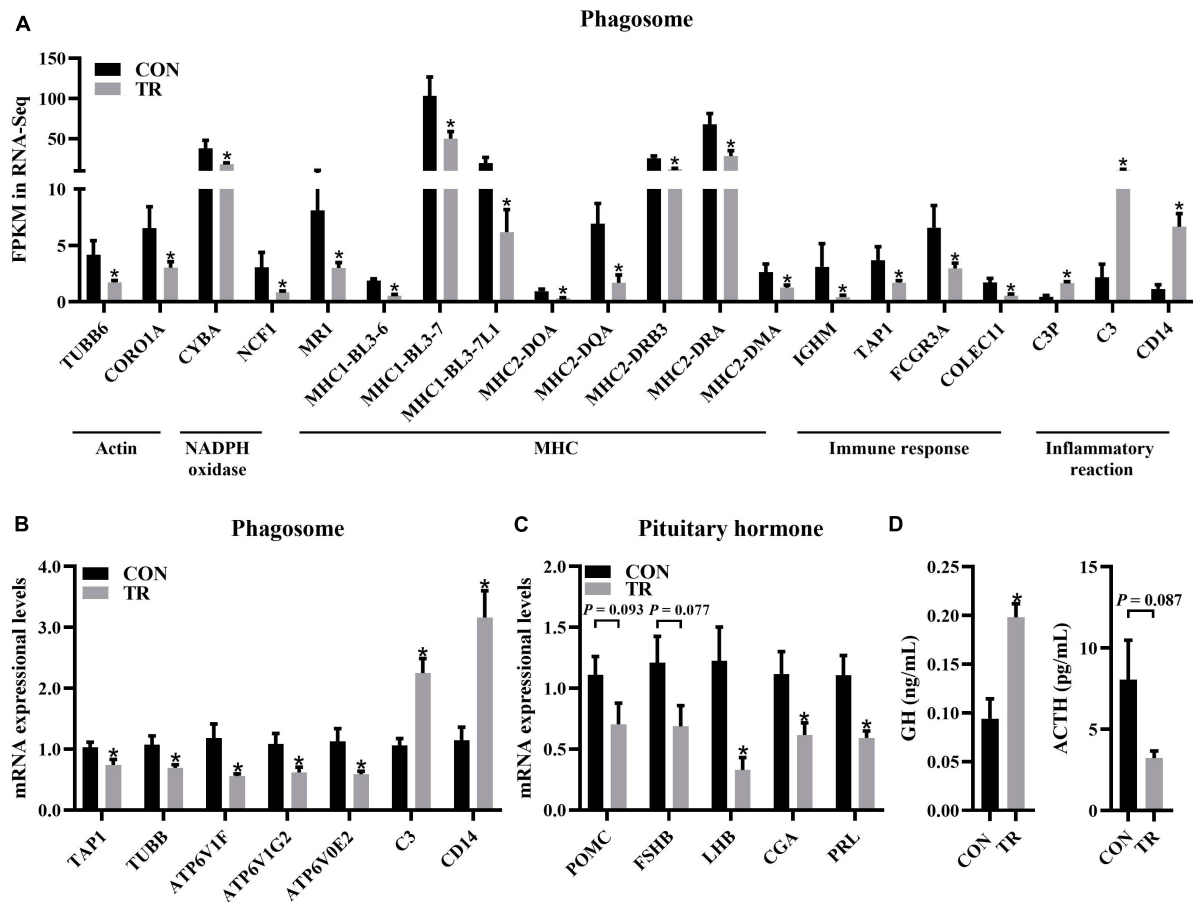 A
Phagosome
CON
TR
FPKM in RNA-Seq
150
100
50
10
5
0
* * * * * * * * * * * * * * * * * * * *
TUBB6
CORO1A
CYBA
NCF1
MR1
MHC1-BL3-6
MHC1-BL3-7
MHC1-BL3-7L1
MHC2-DOA
MHC2-DQA
MHC2-DRB3
MHC2-DRA
MHC2-DMA
IGHM
TAP1
FCGR3A
COLEC11
C3P
C3
CD14
Actin
NADPH
oxidase
MHC
Immune response
Inflammatory
reaction
B
Phagosome
CON
TR
mRNA expressional levels
4.0
3.0
2.0
1.0
0.0
* * * * * * *
TAP1
TUBB
ATP6V1F
ATP6V1G2
ATP6V0E2
C3
CD14
C
Pituitary hormone
CON
TR
mRNA expressional levels
2.0
1.5
1.0
0.5
0.0
P = 0.093
P = 0.077
* * *
POMC
FSHB
LHB
CGA
PRL
D
GH (ng/mL)
0.25
0.20
0.15
0.10
0.05
0.00
*
CON
TR
ACTH (pg/mL)
15
10
5
0
P = 0.087
CON
TR